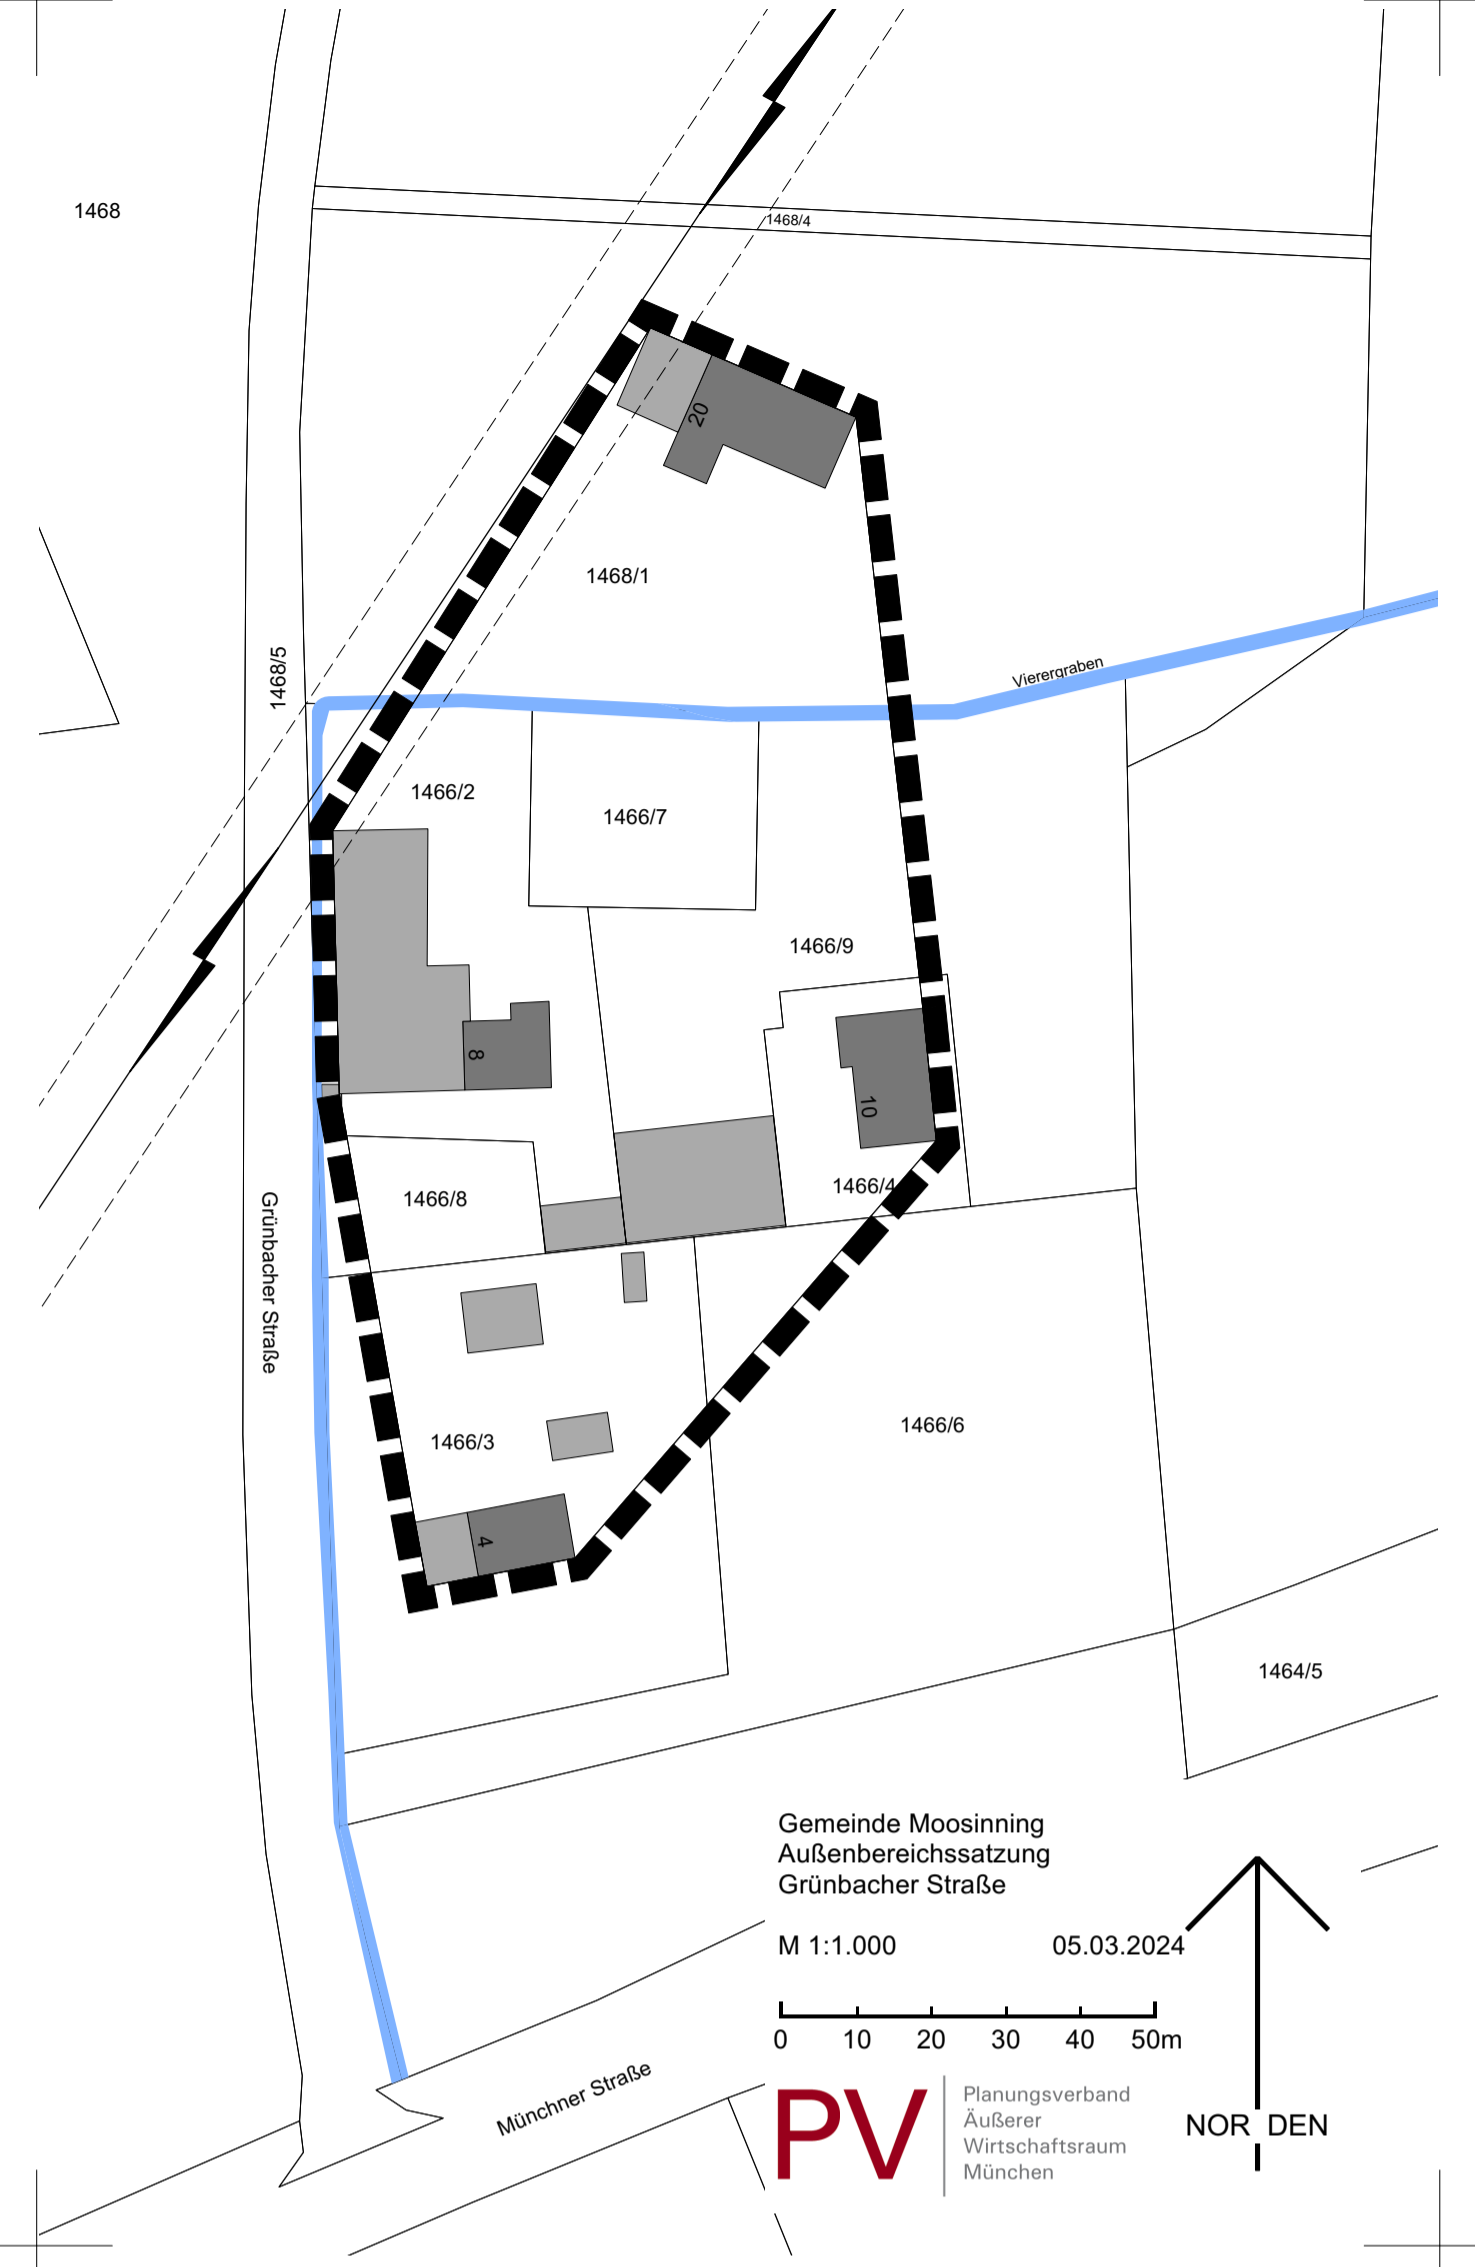 1468
1468/4
20
1468/1
1468/5
Vierergraben
1466/2
1466/7
1466/9
8
10
1466/4
1466/8
Grünbacher Straße
1466/3
1466/6
4
1464/5
Gemeinde Moosinning
Außenbereichssatzung
Grünbacher Straße
M 1:1.000 05.03.2024
0 10 20 30 40 50m
Münchner Straße
PV
Planungsverband
Äußerer
Wirtschaftsraum
München
NOR DEN